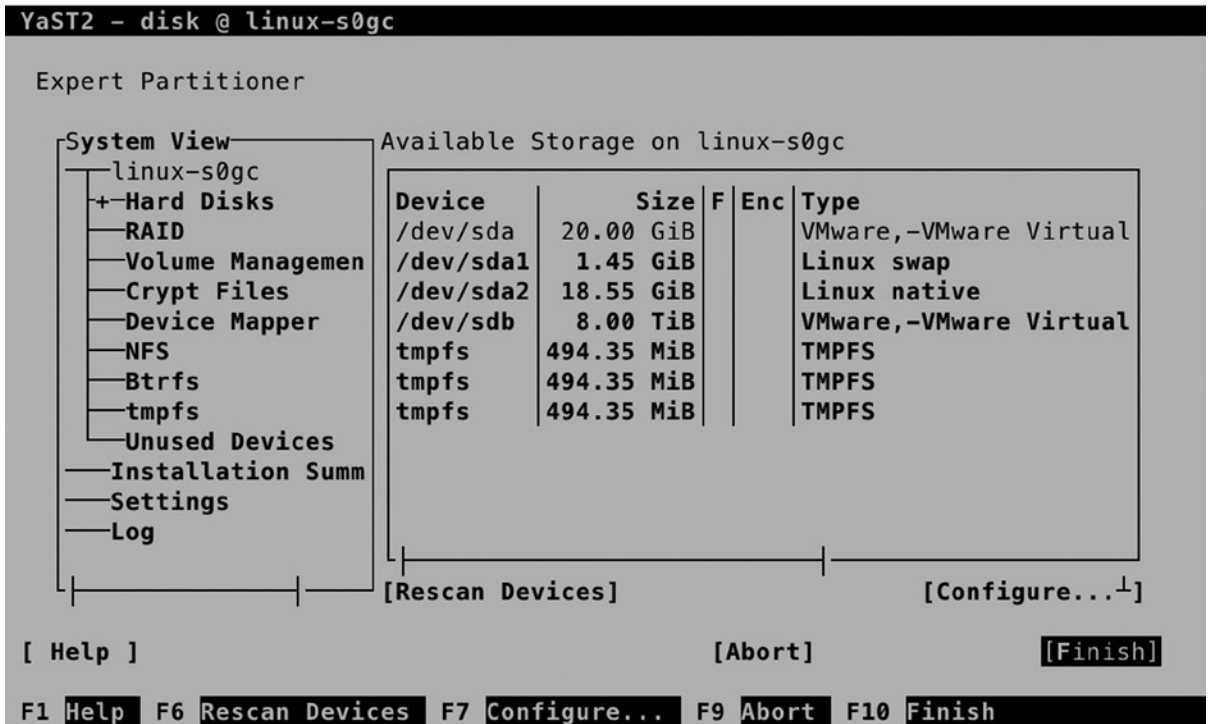 YaST2 – disk @ linux–s0gc
Expert Partitioner
System View
Available Storage on linux–s0gc
linux–s0gc
+ Hard Disks
Device Size F Enc Type
RAID
/dev/sda 20.00 GiB VMware,–VMware Virtual
Volume Managemen
/dev/sda1 1.45 GiB Linux swap
Crypt Files
/dev/sda2 18.55 GiB Linux native
Device Mapper
/dev/sdb 8.00 TiB VMware,–VMware Virtual
NFS
tmpfs 494.35 MiB TMPFS
Btrfs
tmpfs 494.35 MiB TMPFS
tmpfs
tmpfs 494.35 MiB TMPFS
Unused Devices
Installation Summ
Settings
Log
[Rescan Devices] [Configure...]
[ Help ] [Abort] [Finish]
F1 Help F6 Rescan Devices F7 Configure... F9 Abort F10 Finish